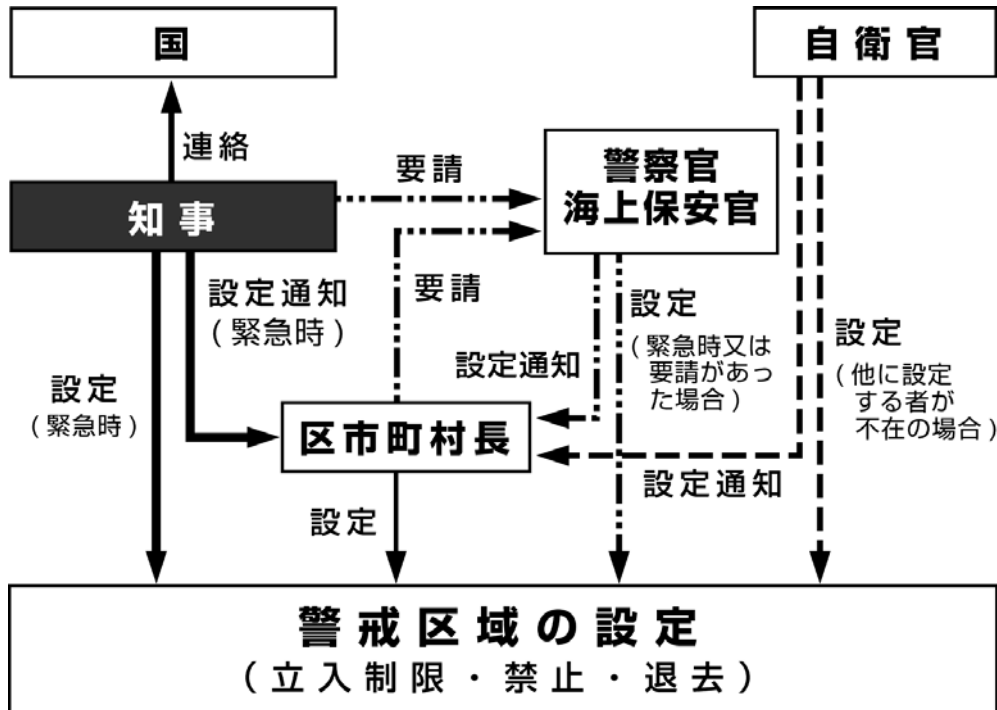 国
自衛官
連絡
要請
警察官
海上保安官
知事
設定通知
(緊急時)
要請
設定
(緊急時又は
要請があっ
た場合)
設定
(他に設定
する者が
不在の場合)
設定通知
設定
(緊急時)
区市町村長
設定通知
設定
警戒区域の設定
(立入制限・禁止・退去)